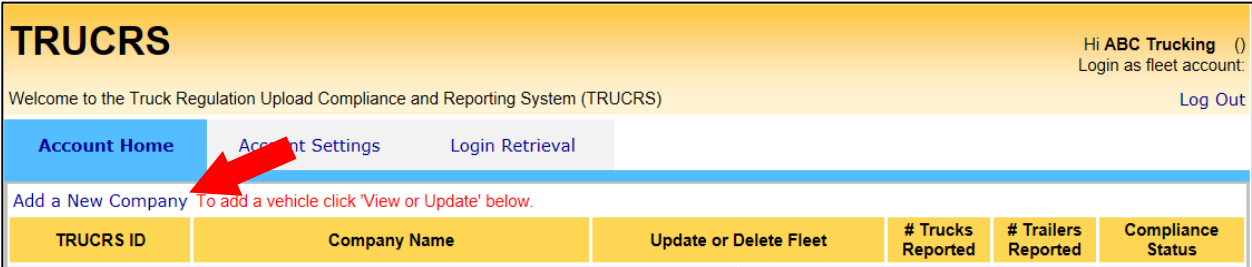 TRUCRS
Hi ABC Trucking ()
Login as fleet account:
Welcome to the Truck Regulation Upload Compliance and Reporting System (TRUCRS)
Log Out
Account Home Account Settings Login Retrieval
Add a New Company To add a vehicle click 'View or Update' below.
TRUCRS ID Company Name Update or Delete Fleet # Trucks Reported # Trailers Reported Compliance Status